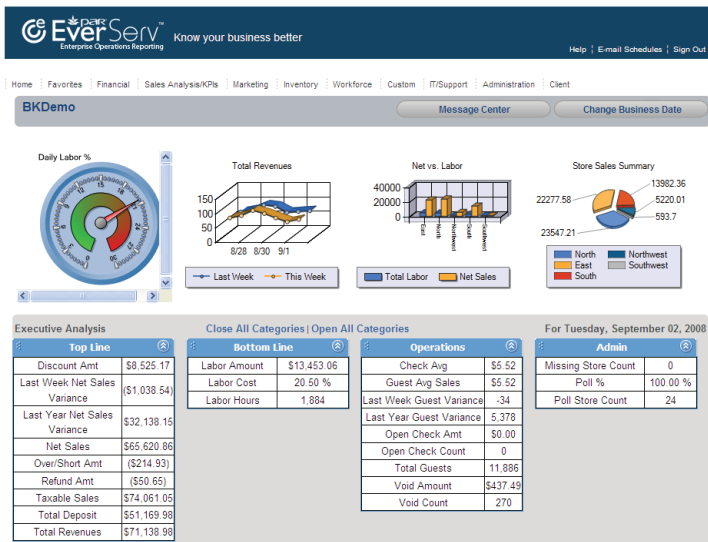 PAR
EverServ™
Enterprise Operations Reporting
Know your business better
Help | E-mail Schedules | Sign Out
Home Favorites Financial Sales Analysis/KPIs Marketing Inventory Workforce Custom IT/Support Administration Client
BKDemo Message Center Change Business Date
Daily Labor %
0 3 6 12 15 18 21 24 27 30
Total Revenues
150
100
50
0
8/28 8/30 9/1
Last Week This Week
Net vs. Labor
40000
20000
0
East North Northwest South Southwest
Total Labor Net Sales
Store Sales Summary
13982.36
22277.58
5220.01
593.7
23547.21
North Northwest
East Southwest
South
Executive Analysis Close All Categories | Open All Categories For Tuesday, September 02, 2008
Top Line
Discount Amt $8,525.17
Last Week Net Sales
Variance ($1,038.54)
Last Year Net Sales
Variance $32,138.15
Net Sales $65,620.86
Over/Short Amt ($214.93)
Refund Amt ($50.65)
Taxable Sales $74,061.05
Total Deposit $51,169.98
Total Revenues $71,138.98
Bottom Line
Labor Amount $13,453.06
Labor Cost 20.50 %
Labor Hours 1,884
Operations
Check Avg $5.52
Guest Avg Sales $5.52
Last Week Guest Variance -34
Last Year Guest Variance 5,378
Open Check Amt $0.00
Open Check Count 0
Total Guests 11,886
Void Amount $437.49
Void Count 270
Admin
Missing Store Count 0
Poll % 100.00 %
Poll Store Count 24